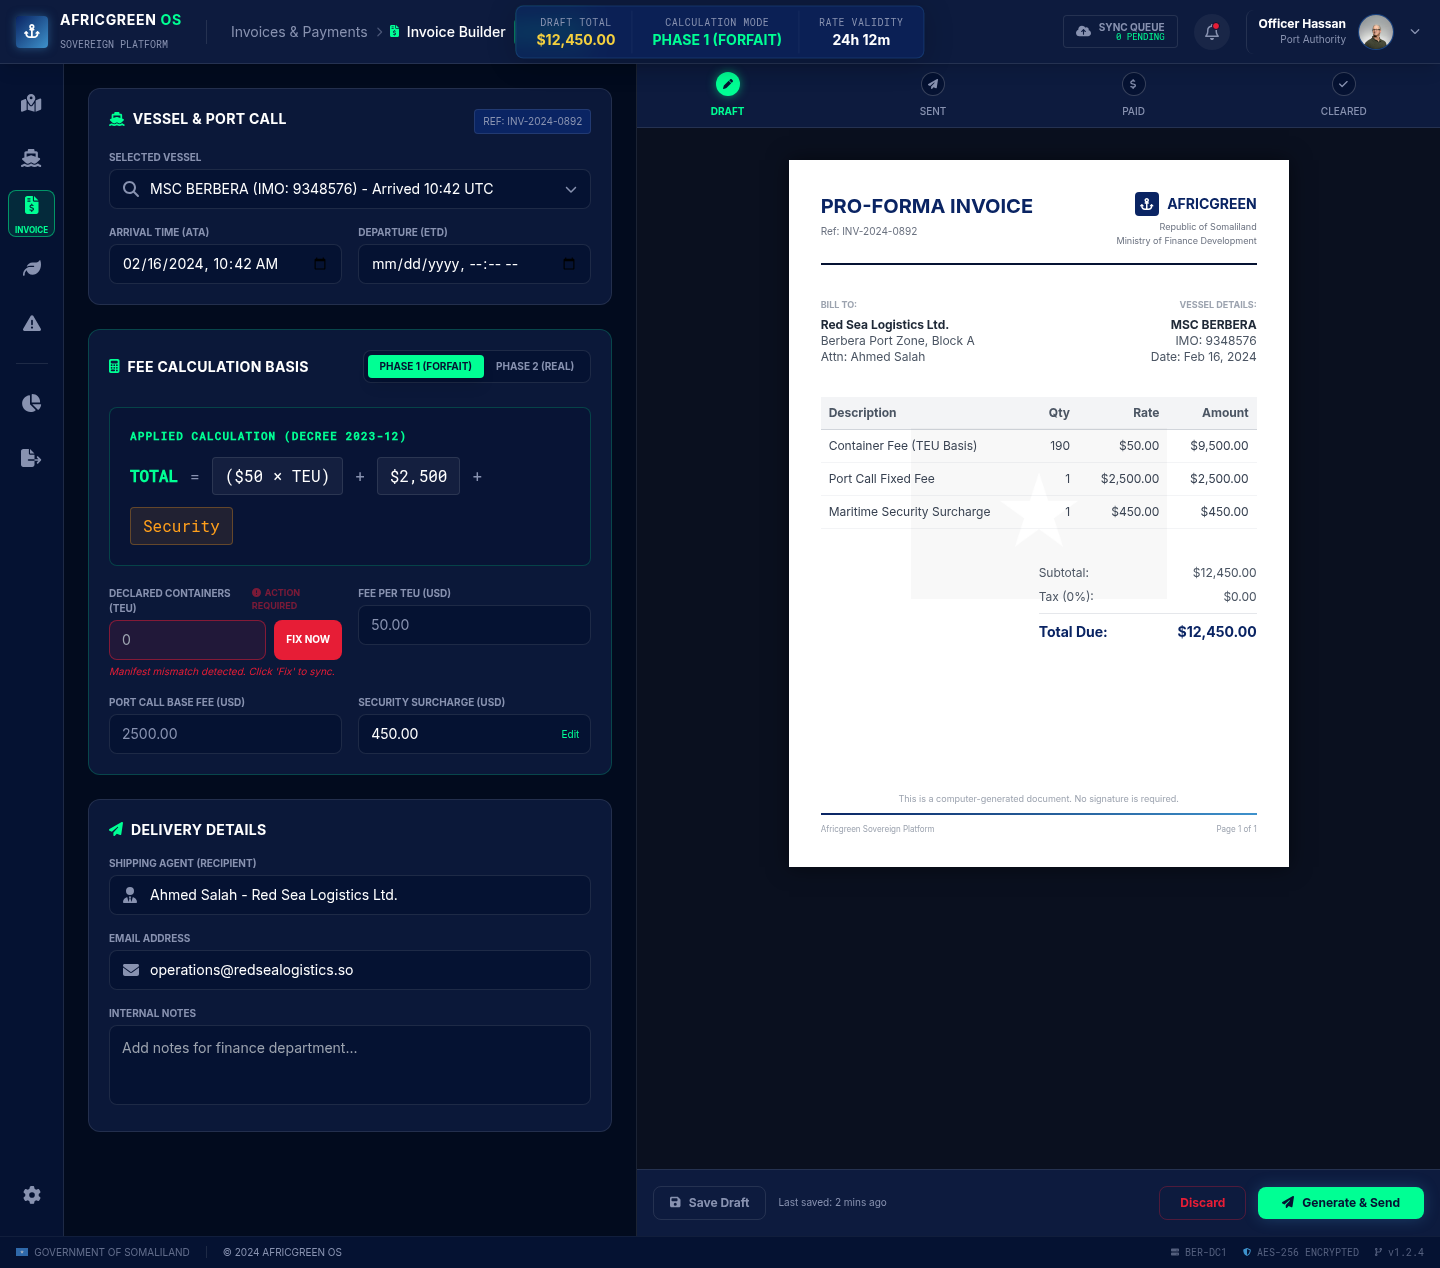 AFRICGREEN OS
SOVEREIGN PLATFORM
Invoices & Payments
Invoice Builder
DRAFT TOTAL
$12,450.00
CALCULATION MODE
PHASE 1 (FORFAIT)
RATE VALIDITY
24h 12m
SYNC QUEUE
0 PENDING
Officer Hassan
Port Authority
INVOICE
VESSEL & PORT CALL
REF: INV-2024-0892
SELECTED VESSEL
MSC BERBERA (IMO: 9348576) - Arrived 10:42 UTC
ARRIVAL TIME (ATA)
DEPARTURE (ETD)
02/16/2024, 10:42 AM
mm/dd/yyyy, --:-- --
FEE CALCULATION BASIS
PHASE 1 (FORFAIT)
PHASE 2 (REAL)
APPLIED CALCULATION (DECREE 2023-12)
TOTAL = ($50 × TEU) + $2,500 +
Security
DECLARED CONTAINERS (TEU)
ACTION REQUIRED
FEE PER TEU (USD)
0
FIX NOW
50.00
Manifest mismatch detected. Click 'Fix' to sync.
PORT CALL BASE FEE (USD)
SECURITY SURCHARGE (USD)
2500.00
450.00
Edit
DELIVERY DETAILS
SHIPPING AGENT (RECIPIENT)
Ahmed Salah - Red Sea Logistics Ltd.
EMAIL ADDRESS
operations@redsealogistics.so
INTERNAL NOTES
Add notes for finance department...
DRAFT
SENT
PAID
CLEARED
PRO-FORMA INVOICE
Ref: INV-2024-0892
AFRICGREEN
Republic of Somaliland
Ministry of Finance Development
BILL TO:
Red Sea Logistics Ltd.
Berbera Port Zone, Block A
Attn: Ahmed Salah
VESSEL DETAILS:
MSC BERBERA
IMO: 9348576
Date: Feb 16, 2024
Description Qty Rate Amount
Container Fee (TEU Basis) 190 $50.00 $9,500.00
Port Call Fixed Fee 1 $2,500.00 $2,500.00
Maritime Security Surcharge 1 $450.00 $450.00
Subtotal: $12,450.00
Tax (0%): $0.00
Total Due: $12,450.00
This is a computer-generated document. No signature is required.
Africgreen Sovereign Platform
Page 1 of 1
Save Draft
Last saved: 2 mins ago
Discard
Generate & Send
GOVERNMENT OF SOMALILAND
© 2024 AFRICGREEN OS
BER-DC1
AES-256 ENCRYPTED
v1.2.4